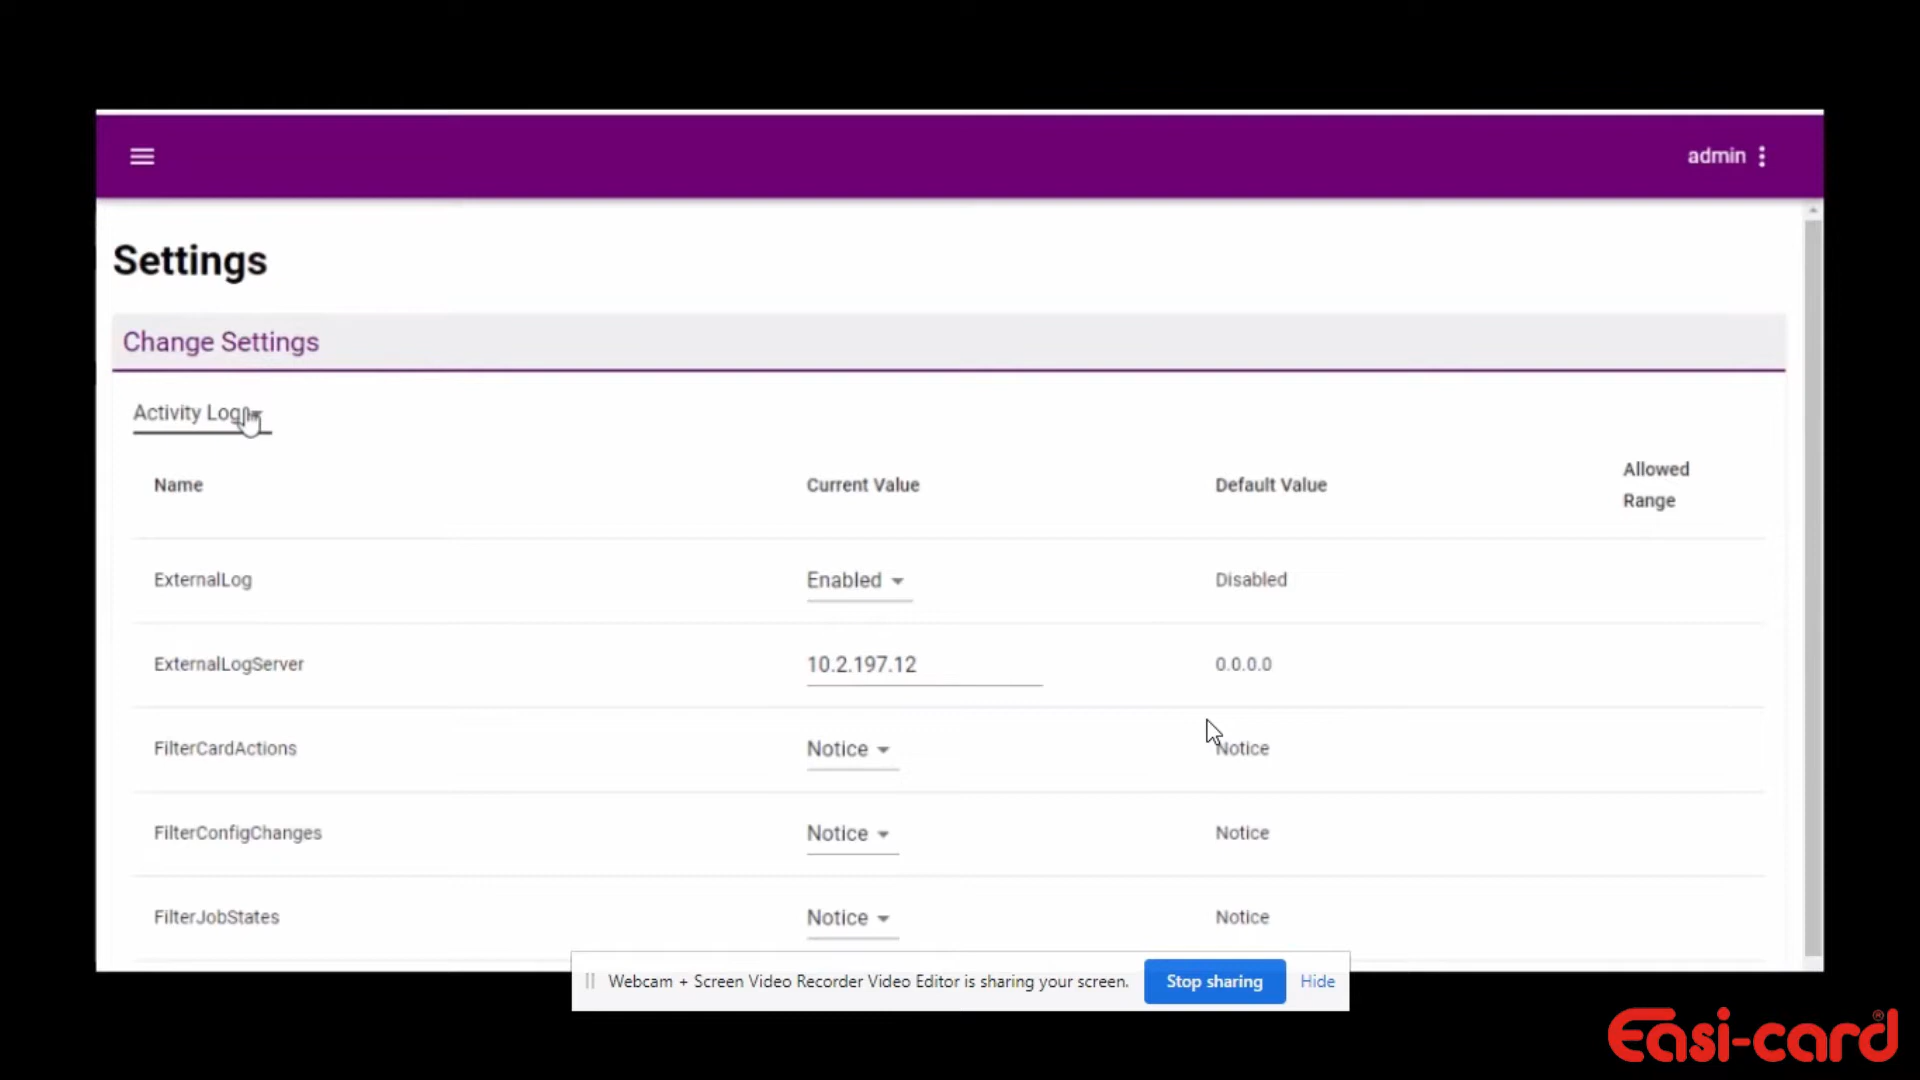 admin
Settings
Change Settings
Activity Log
Name Current Value Default Value Allowed
Range
ExternalLog Enabled Disabled
ExternalLogServer 10.2.197.12 0.0.0.0
FilterCardActions Notice Notice
FilterConfigChanges Notice Notice
FilterJobStates Notice Notice
Webcam + Screen Video Recorder Video Editor is sharing your screen. Stop sharing Hide
Easi-card®